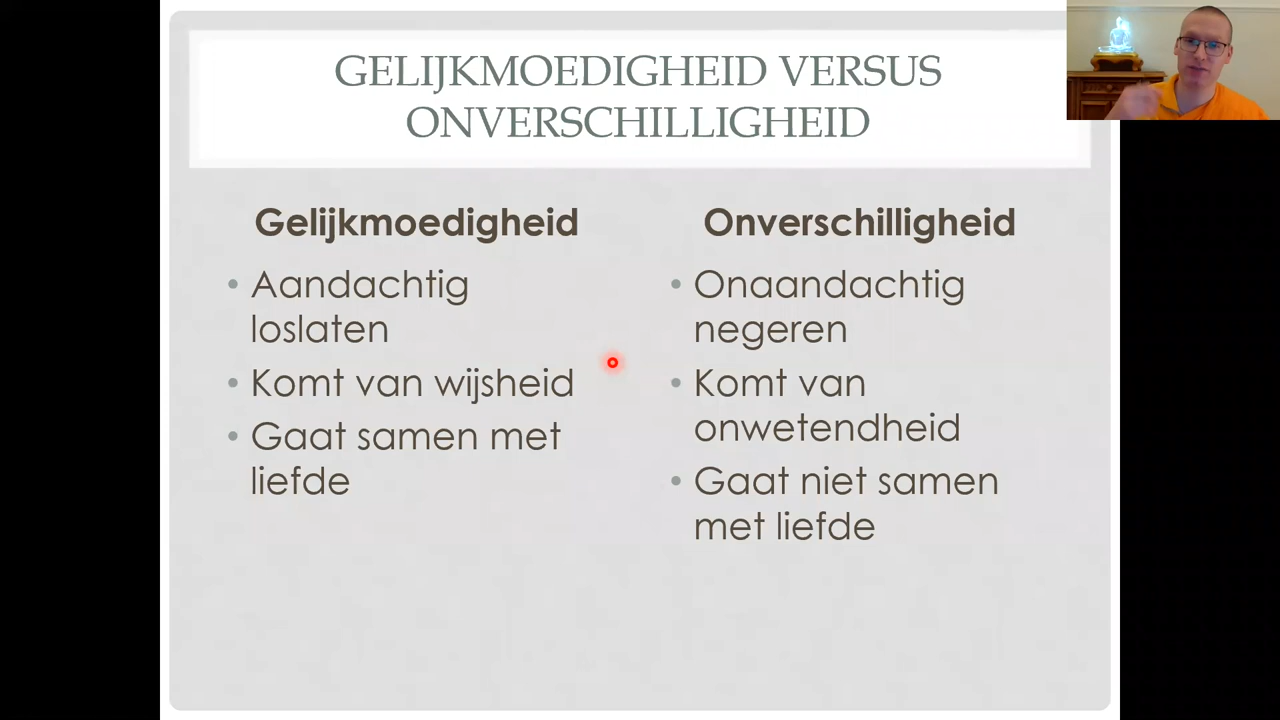 GELIJKMOEDIGHEID VERSUS
ONVERSCHILLIGHEID
Gelijkmoedigheid
• Aandachtig
loslaten
• Komt van wijsheid
• Gaat samen met
liefde
Onverschilligheid
• Onaandachtig
negeren
• Komt van
onwetendheid
• Gaat niet samen
met liefde